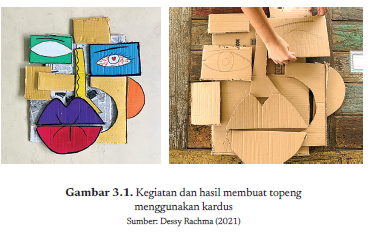 Gambar 3.1. Kegiatan dan hasil membuat topeng
menggunakan kardus
Sumber: Dessy Rachma (2021)